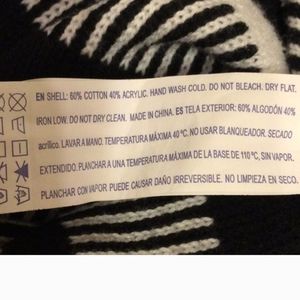 EN SHELL: 60% COTTON 40% ACRYLIC. HAND WASH COLD. DO NOT BLEACH. DRY FLAT.
IRON LOW. DO NOT DRY CLEAN. MADE IN CHINA. ES TELA EXTERIOR: 60% ALGODÓN 40%
acrílico. LAVAR A MANO. TEMPERATURA MÁXIMA 40 ºC. NO USAR BLANQUEADOR. SECADO
EXTENDIDO. PLANCHAR A UNA TEMPERATURA MÁXIMA DE LA BASE DE 110 ºC, SIN VAPOR.
PLANCHAR CON VAPOR PUEDE CAUSAR DAÑO IRREVERSIBLE. NO LIMPIEZA EN SECO.